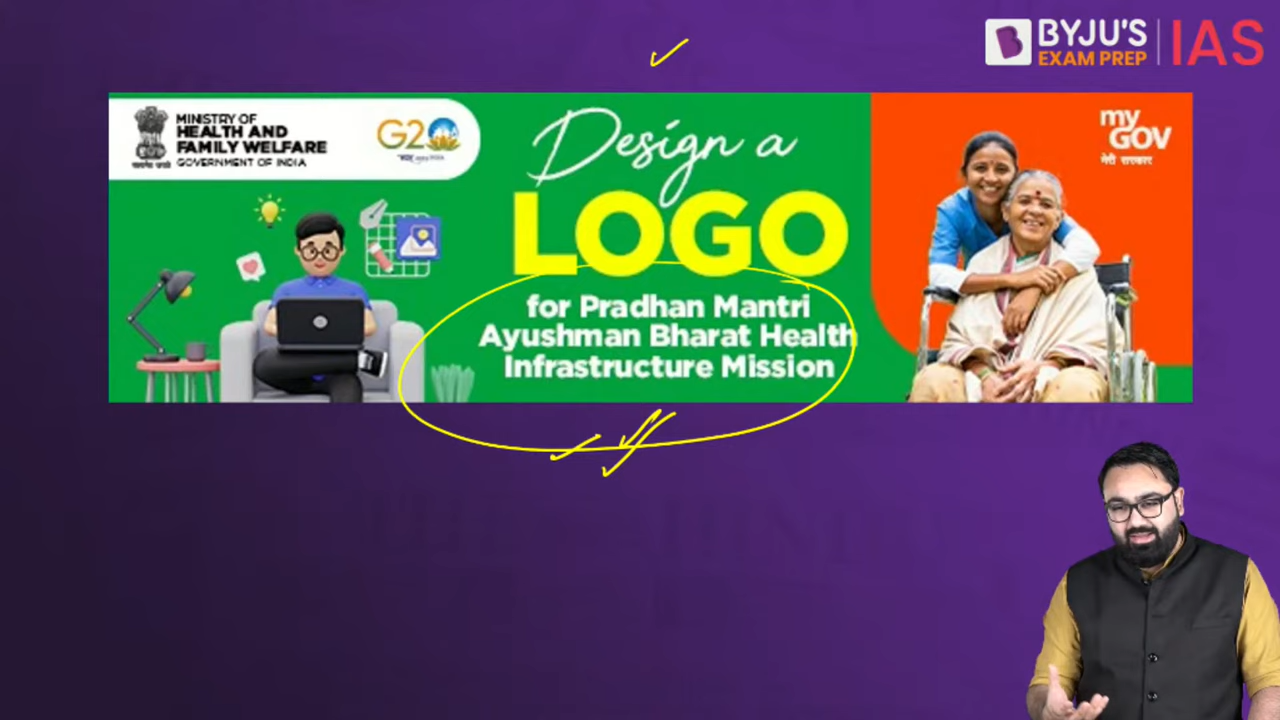 BYJU'S
EXAM PREP
IAS
MINISTRY OF
HEALTH AND
FAMILY WELFARE
GOVERNMENT OF INDIA
G20
Design a
LOGO
for Pradhan Mantri
Ayushman Bharat Health
Infrastructure Mission
my
GOV
मेरी सरकार